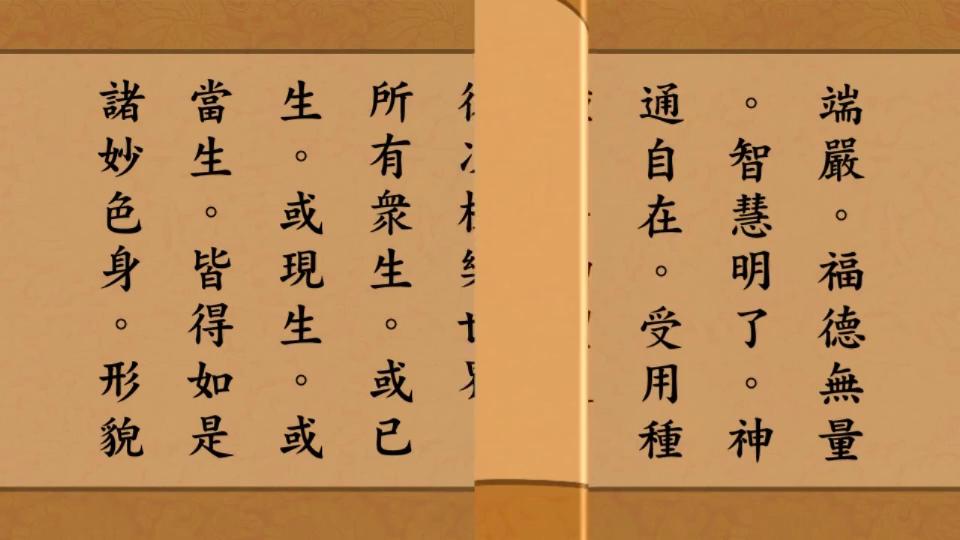 端嚴。福德無量
。智慧明了。神
通自在。受用種
所有衆生。或已
生。或現生。或
當生。皆得如是
諸妙色身。形貌